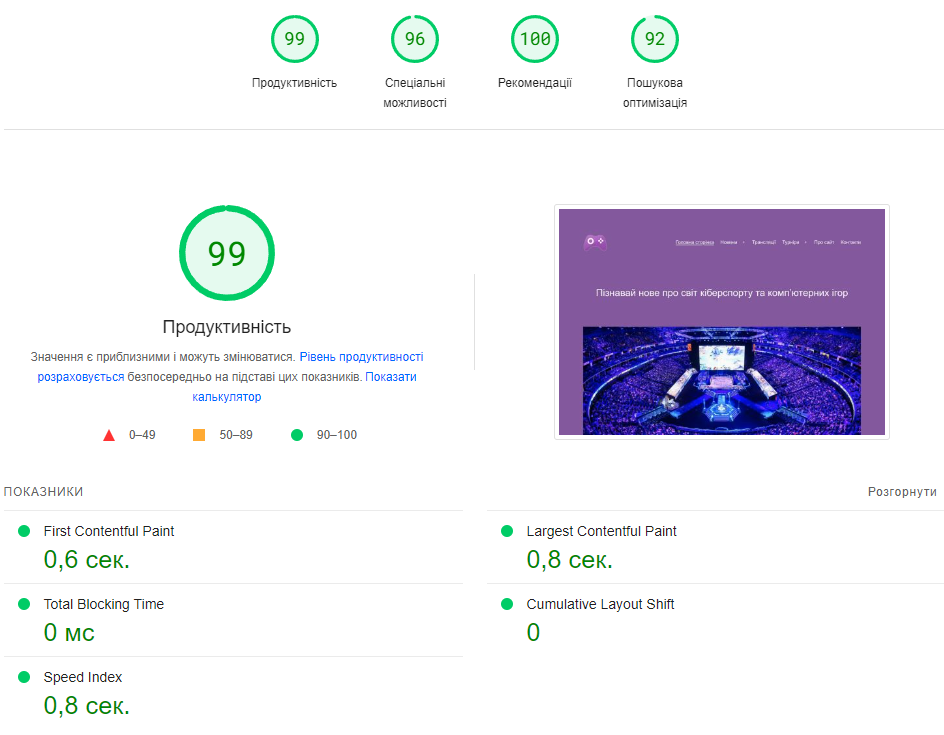 99
96
100
92
Продуктивність
Спеціальні
можливості
Рекомендації
Пошукова
оптимізація
99
Продуктивність
Значення є приблизними і можуть змінюватися. Рівень продуктивності
розраховується безпосередньо на підставі цих показників. Показати
калькулятор
0–49
50–89
90–100
Головна сторінка Новини Трансляції Турніри Про сайт Контакти
Пізнавай нове про світ кіберспорту та комп'ютерних ігор
ПОКАЗНИКИ
Розгорнути
First Contentful Paint
0,6 сек.
Largest Contentful Paint
0,8 сек.
Total Blocking Time
0 мс
Cumulative Layout Shift
0
Speed Index
0,8 сек.